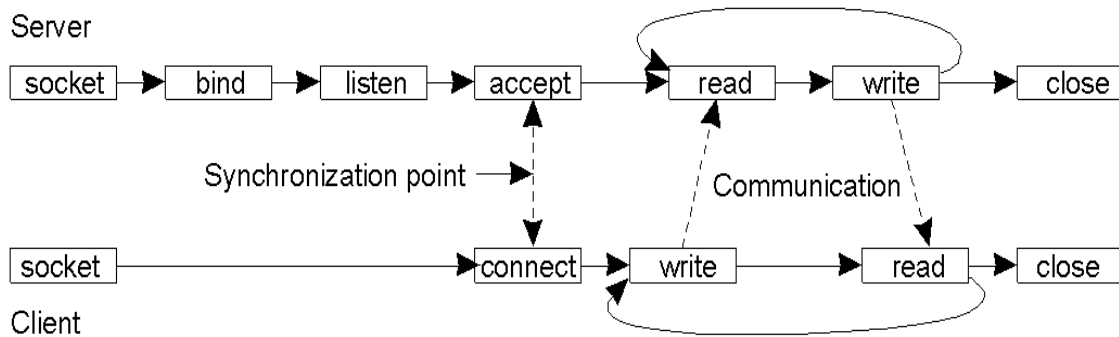 Server
socket bind listen accept read write close
Synchronization point
Communication
socket connect write read close
Client